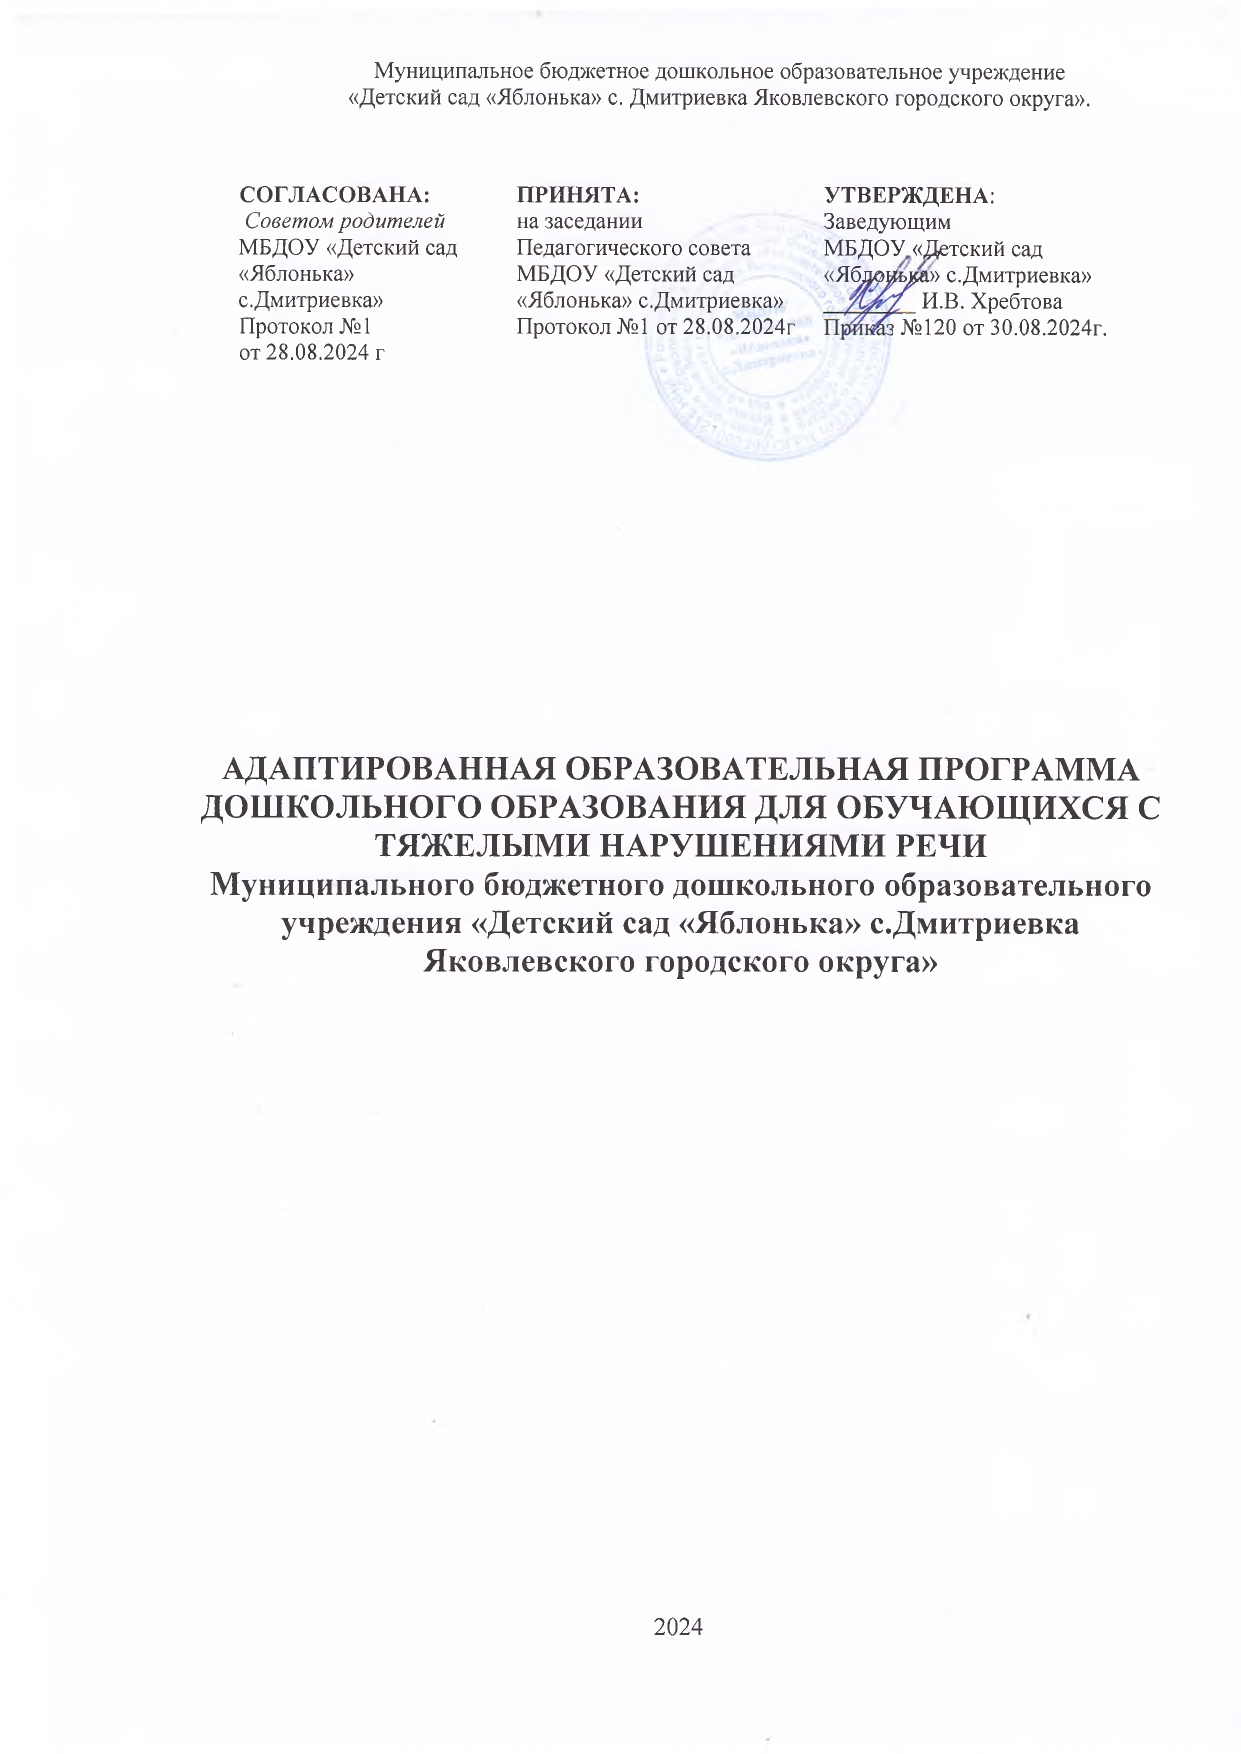 Муниципальное бюджетное дошкольное образовательное учреждение
«Детский сад «Яблонька» с. Дмитриевка Яковлевского городского округа».
СОГЛАСОВАНА:
Советом родителей
МБДОУ «Детский сад
«Яблонька»
с.Дмитриевка»
Протокол №1
от 28.08.2024 г
ПРИНЯТА:
на заседании
Педагогического совета
МБДОУ «Детский сад
«Яблонька» с.Дмитриевка»
Протокол №1 от 28.08.2024г
УТВЕРЖДЕНА:
Заведующим
МБДОУ «Детский сад
«Яблонька» с.Дмитриевка»
________ И.В. Хребтова
Приказ №120 от 30.08.2024г.
АДАПТИРОВАННАЯ ОБРАЗОВАТЕЛЬНАЯ ПРОГРАММА
ДОШКОЛЬНОГО ОБРАЗОВАНИЯ ДЛЯ ОБУЧАЮЩИХСЯ С
ТЯЖЕЛЫМИ НАРУШЕНИЯМИ РЕЧИ
Муниципального бюджетного дошкольного образовательного
учреждения «Детский сад «Яблонька» с.Дмитриевка
Яковлевского городского округа»
2024